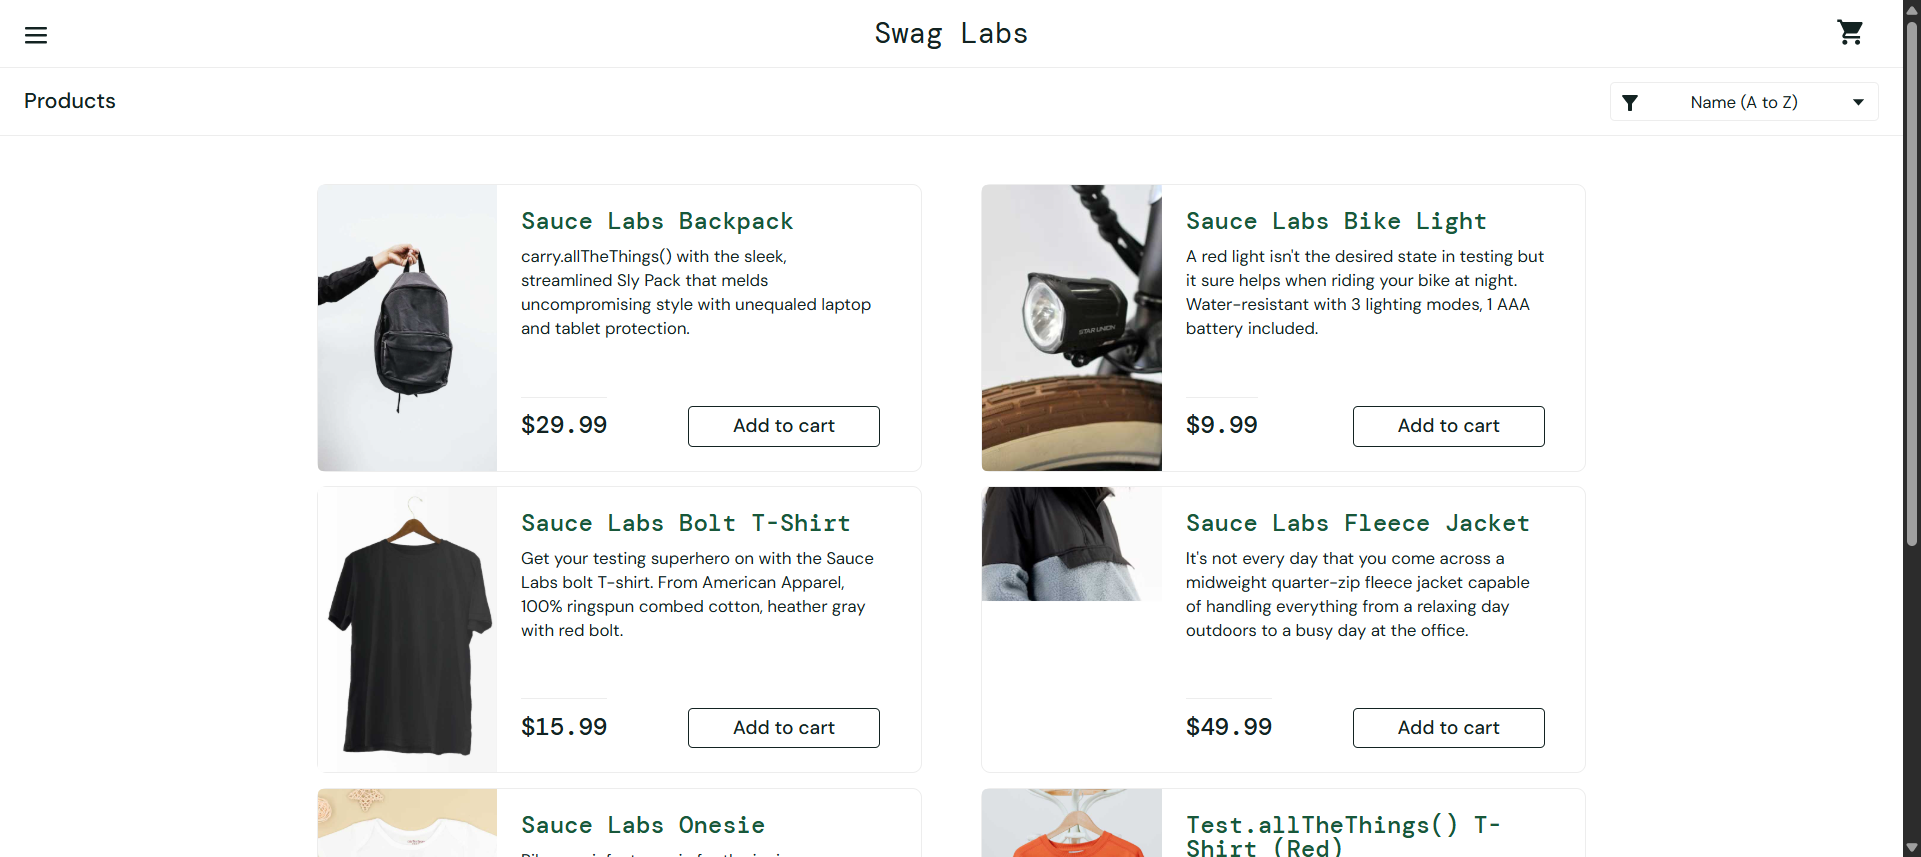 Swag Labs
Products
Name (A to Z)
Sauce Labs Backpack
carry.allTheThings() with the sleek,
streamlined Sly Pack that melds
uncompromising style with unequaled laptop
and tablet protection.
$29.99
Add to cart
Sauce Labs Bike Light
A red light isn't the desired state in testing but
it sure helps when riding your bike at night.
Water-resistant with 3 lighting modes, 1 AAA
battery included.
STAR UNION
$9.99
Add to cart
Sauce Labs Bolt T-Shirt
Get your testing superhero on with the Sauce
Labs bolt T-shirt. From American Apparel,
100% ringspun combed cotton, heather gray
with red bolt.
$15.99
Add to cart
Sauce Labs Fleece Jacket
It's not every day that you come across a
midweight quarter-zip fleece jacket capable
of handling everything from a relaxing day
outdoors to a busy day at the office.
$49.99
Add to cart
Sauce Labs Onesie
Test.allTheThings() T-
Shirt (Red)